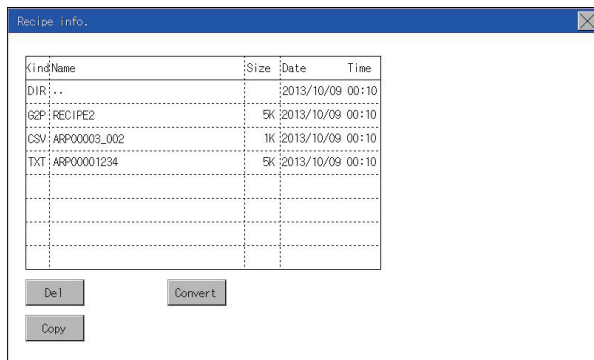 Recipe info.
Kind Name Size Date Time
DIR .. 2013/10/09 00:10
G2P RECIPE2 5K 2013/10/09 00:10
CSV ARP00003_002 1K 2013/10/09 00:10
TXT ARP00001234 5K 2013/10/09 00:10
Del Convert
Copy